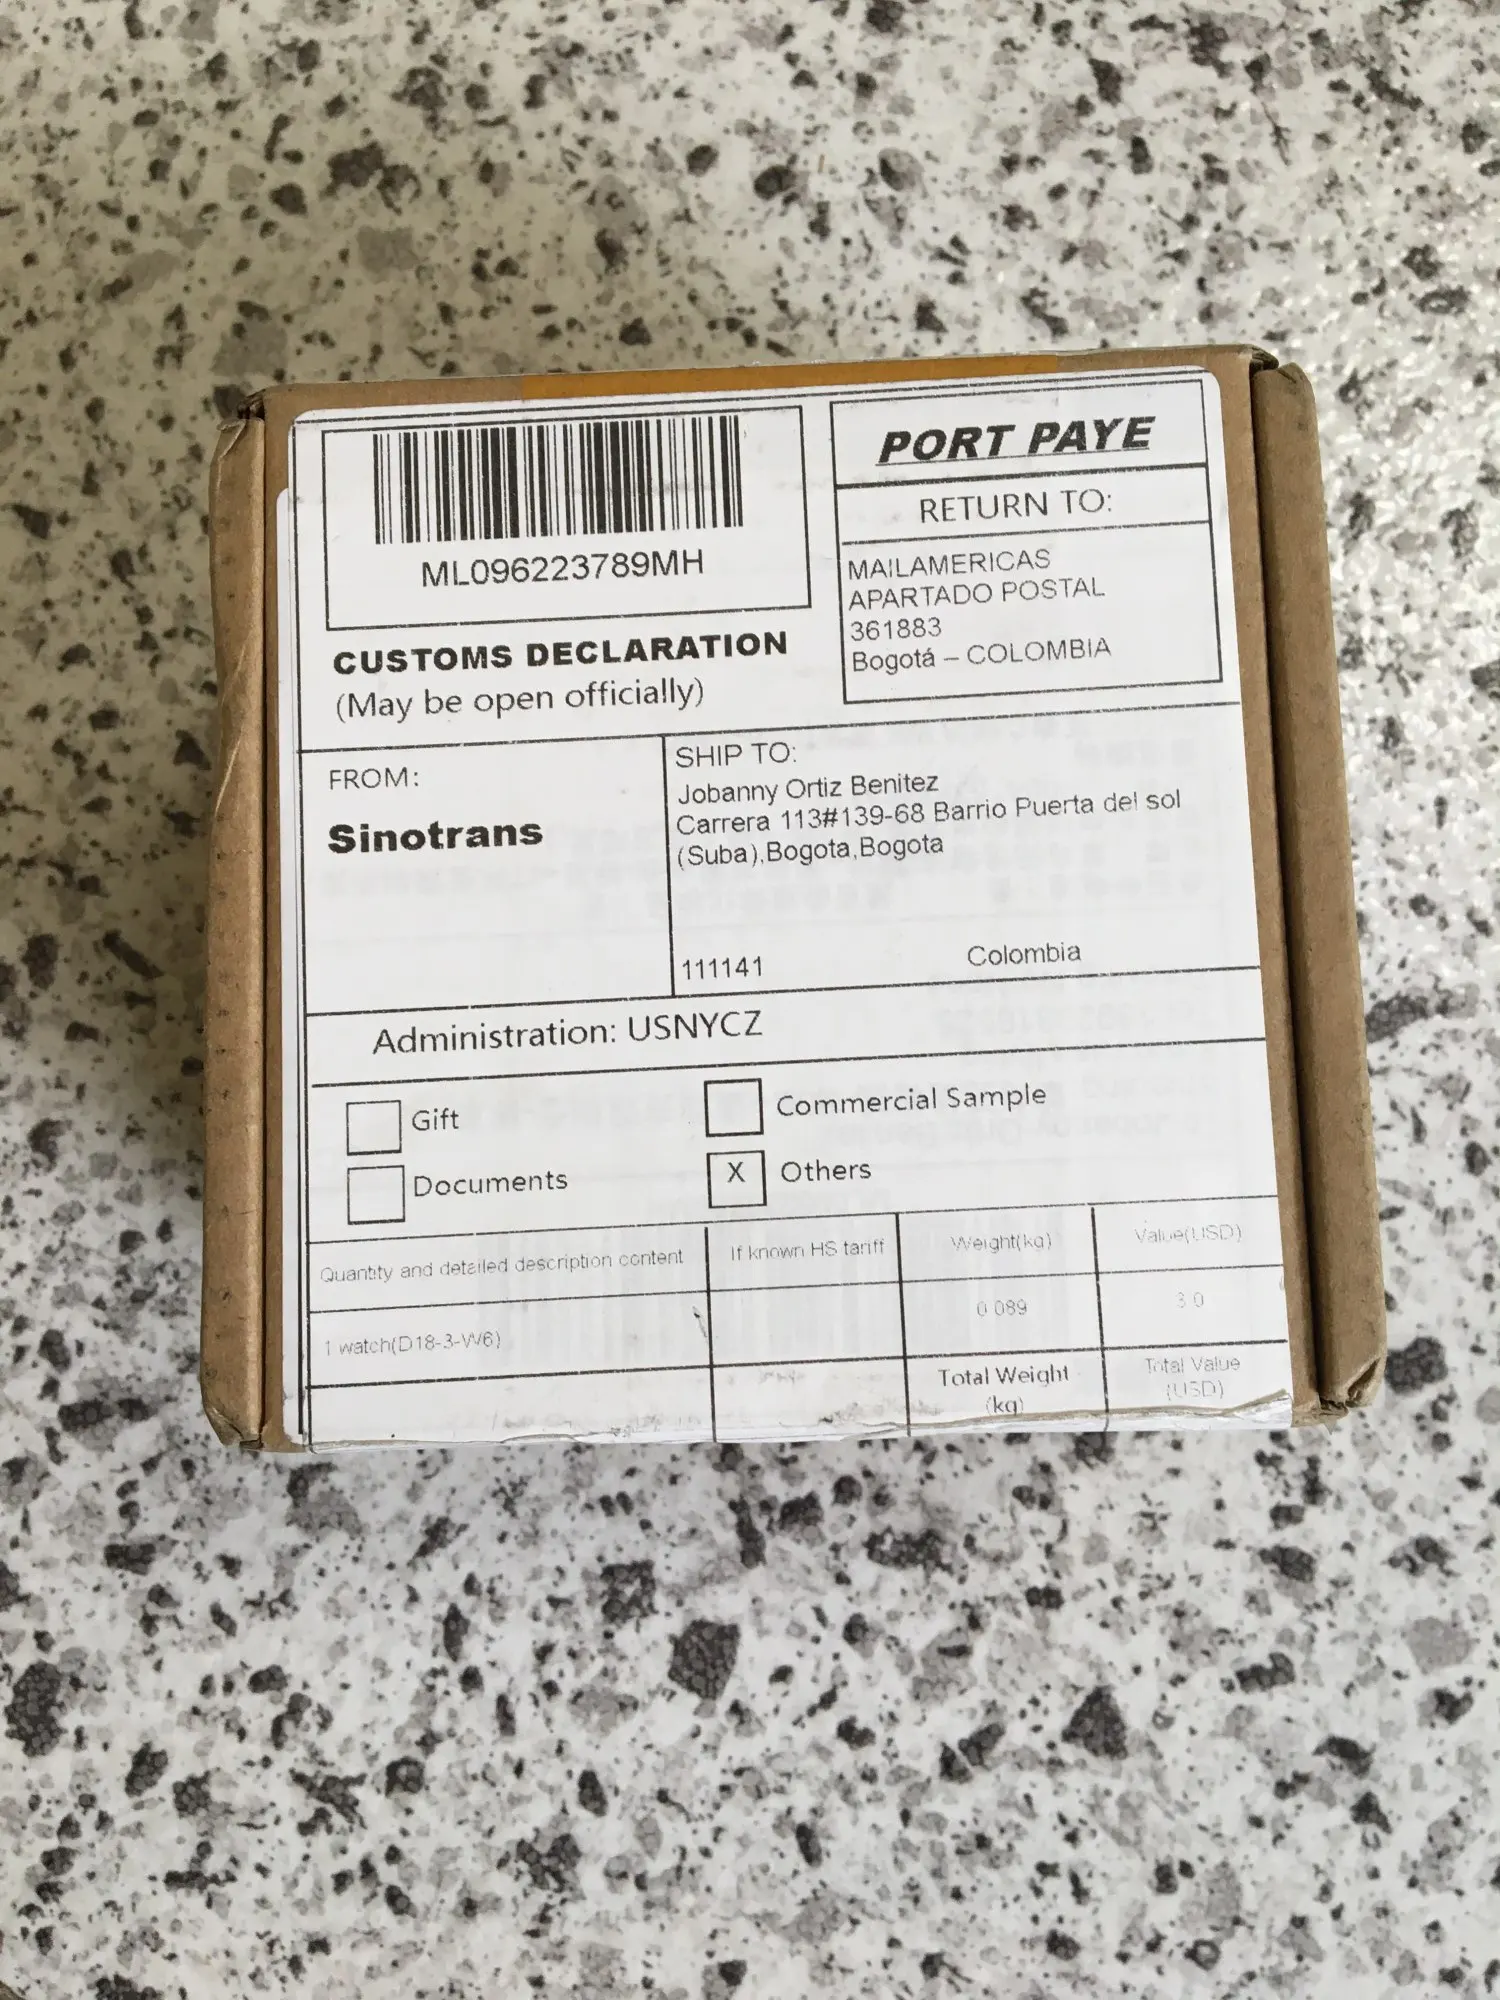 ML096223789MH
CUSTOMS DECLARATION
(May be open officially)
PORT PAYE
RETURN TO:
MAILAMERICAS
APARTADO POSTAL
361883
Bogotá – COLOMBIA
FROM:
Sinotrans
SHIP TO:
Jobanny Ortiz Benitez
Carrera 113#139-68 Barrio Puerta del sol
(Suba),Bogota,Bogota
111141 Colombia
Administration: USNYCZ
Gift
Commercial Sample
Documents
X Others
Quantity and detailed description content
If known HS tariff
Weight(kg)
Value(USD)
1 watch(D18-3-W6)
0.089
3.0
Total Weight
(kg)
Total Value
(USD)